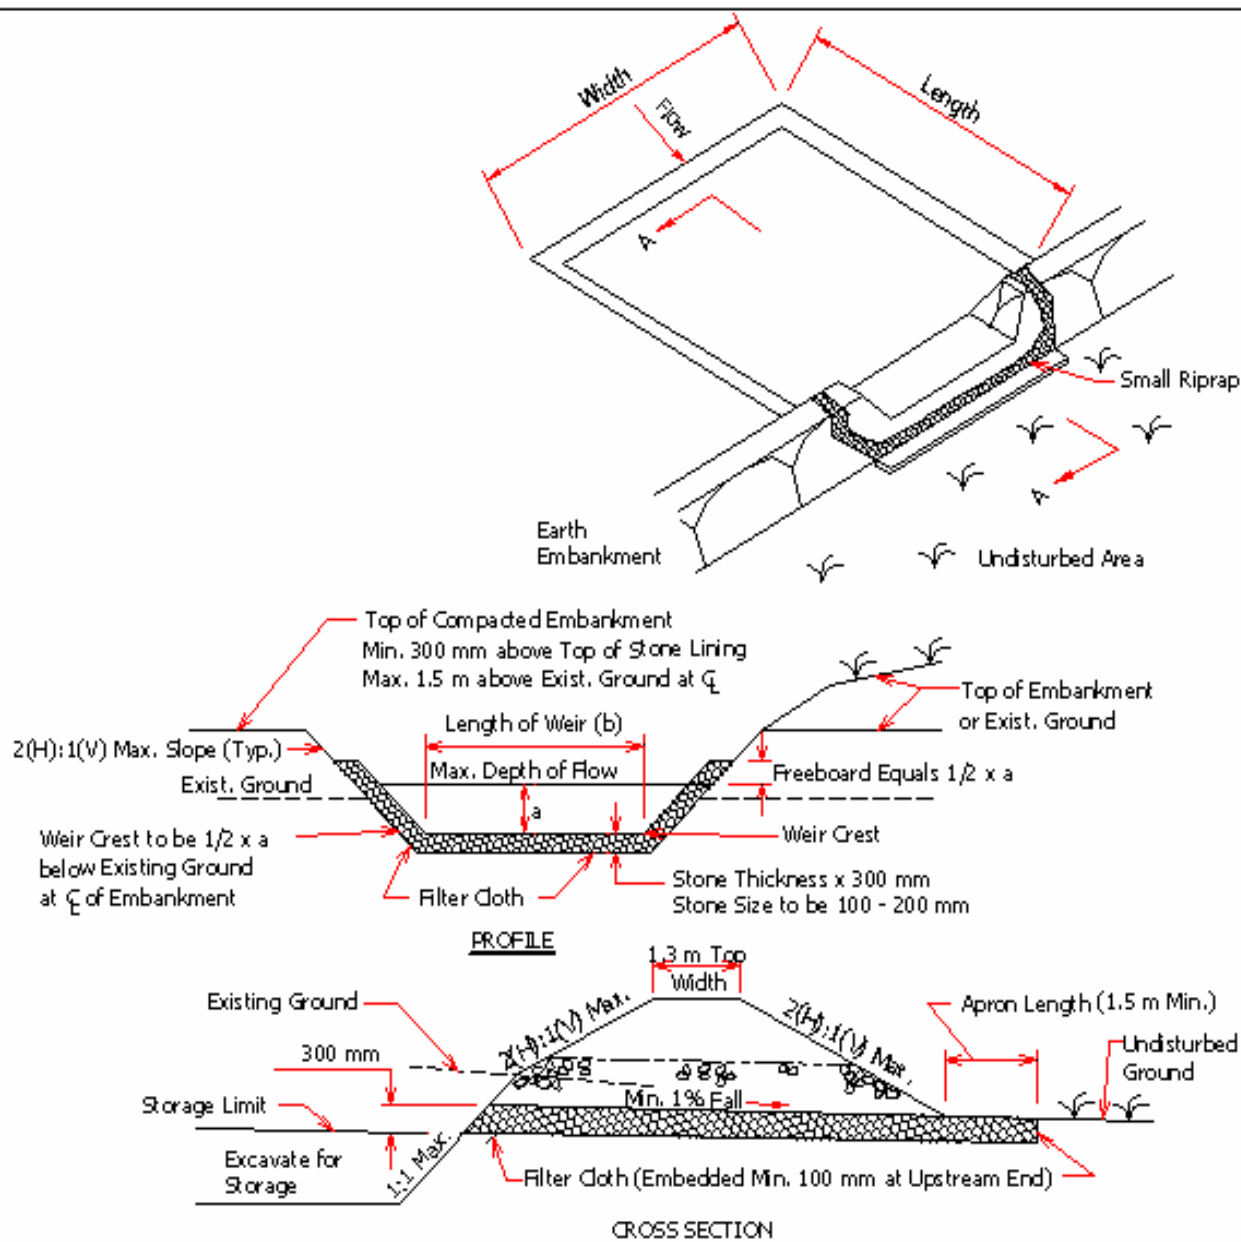 Width
Flow
Length
A
Small Riprap
A
Earth
Embankment
Undisturbed Area
Top of Compacted Embankment
Min. 300 mm above Top of Stone Lining
Max. 1.5 m above Exist. Ground at ℄
Length of Weir (b)
Top of Embankment
or Exist. Ground
2(H):1(V) Max. Slope (Typ.)
Max. Depth of Flow
Freeboard Equals 1/2 x a
Exist. Ground
a
Weir Crest to be 1/2 x a
below Existing Ground
at ℄ of Embankment
Weir Crest
Filter Cloth
Stone Thickness x 300 mm
Stone Size to be 100 - 200 mm
PROFILE
1.3 m Top
Width
Existing Ground
2(H):1(V) Max.
2(H):1(V) Mat.
Apron Length (1.5 m Min.)
300 mm
Undisturbed
Ground
Storage Limit
Min. 1% Fall
Excavate for
Storage
1:1 Max.
Filter Cloth (Embedded Min. 100 mm at Upstream End)
CROSS SECTION